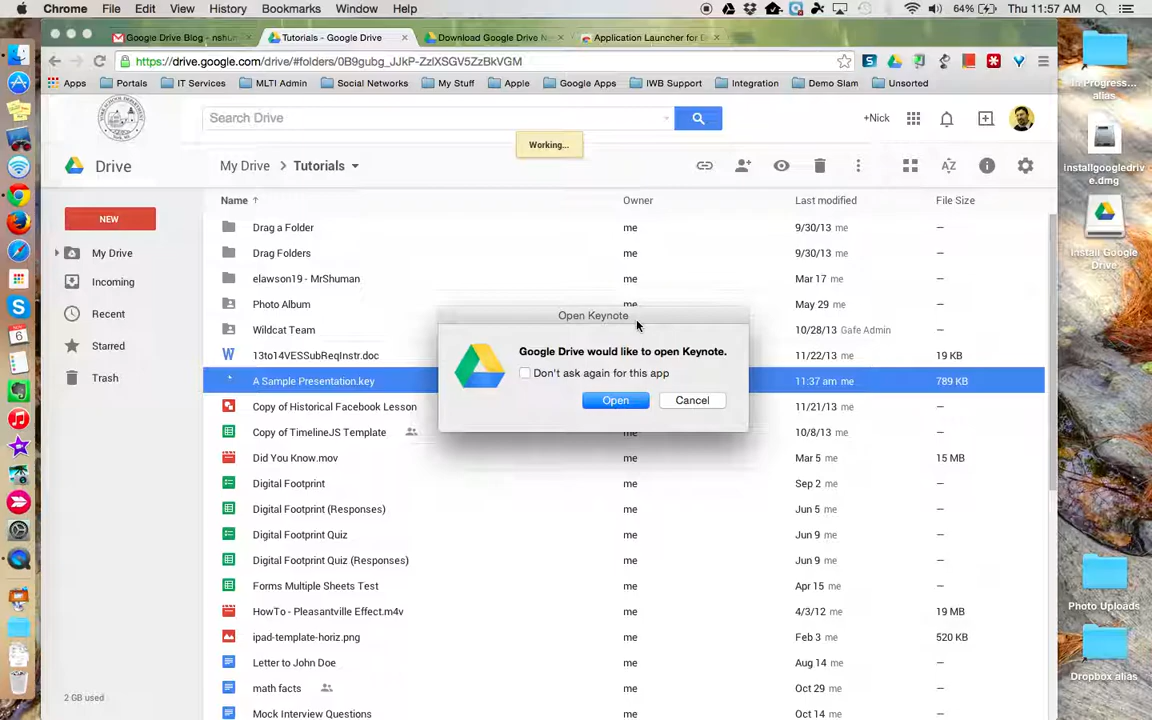 Chrome File Edit View History Bookmarks Window Help 64% Thu 11:57 AM
Google Drive Blog - nshu Tutorials - Google Drive Download Google Drive Application Launcher for
https://drive.google.com/drive/#folders/0B9gubg_JJkP-ZzlXSGV5ZzBkVGM
Apps Portals IT Services MLTI Admin Social Networks My Stuff Apple Google Apps IWB Support Integration Demo Slam Unsorted
Search Drive
+Nick
Working...
Drive
My Drive Tutorials
AZ
Name Owner Last modified File Size
NEW
My Drive
Incoming
Recent
Starred
Trash
2 GB used
Drag a Folder me 9/30/13 me —
Drag Folders me 9/30/13 me —
elawson19 - MrShuman me Mar 17 me —
Photo Album me May 29 me —
Wildcat Team 10/28/13 Gafe Admin —
13to14VESSubReqInstr.doc 11/22/13 me 19 KB
A Sample Presentation.key 11:37 am me 789 KB
Copy of Historical Facebook Lesson 11/21/13 me —
Copy of TimelineJS Template me 10/8/13 me —
Did You Know.mov me Mar 5 me 15 MB
Digital Footprint me Sep 2 me —
Digital Footprint (Responses) me Jun 5 me —
Digital Footprint Quiz me Jun 9 me —
Digital Footprint Quiz (Responses) me Jun 9 me —
Forms Multiple Sheets Test me Apr 15 me —
HowTo - Pleasantville Effect.m4v me 4/3/12 me 19 MB
ipad-template-horiz.png me Feb 3 me 520 KB
Letter to John Doe me Aug 14 me —
math facts me Oct 29 me —
Mock Interview Questions me Jun 11 me —
Open Keynote
Google Drive would like to open Keynote.
Don't ask again for this app
Open Cancel
In Progress...
alias
installgoogledriv
e.dmg
Install Google
Drive
Photo Uploads
Dropbox alias
6